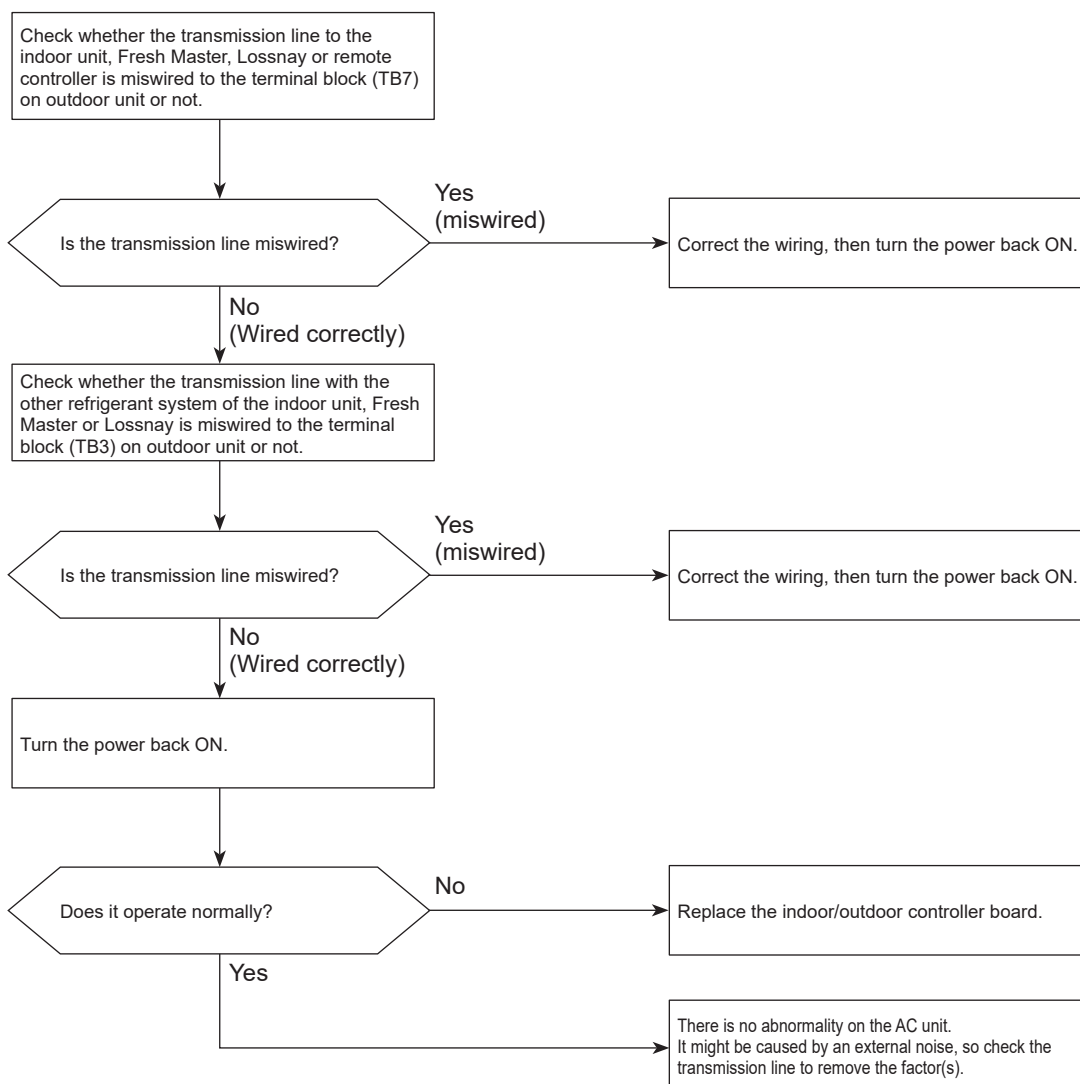 Check whether the transmission line to the
indoor unit, Fresh Master, Lossnay or remote
controller is miswired to the terminal block (TB7)
on outdoor unit or not.
Is the transmission line miswired?
Yes
(miswired)
Correct the wiring, then turn the power back ON.
No
(Wired correctly)
Check whether the transmission line with the
other refrigerant system of the indoor unit, Fresh
Master or Lossnay is miswired to the terminal
block (TB3) on outdoor unit or not.
Is the transmission line miswired?
Yes
(miswired)
Correct the wiring, then turn the power back ON.
No
(Wired correctly)
Turn the power back ON.
Does it operate normally?
No
Replace the indoor/outdoor controller board.
Yes
There is no abnormality on the AC unit.
It might be caused by an external noise, so check the
transmission line to remove the factor(s).